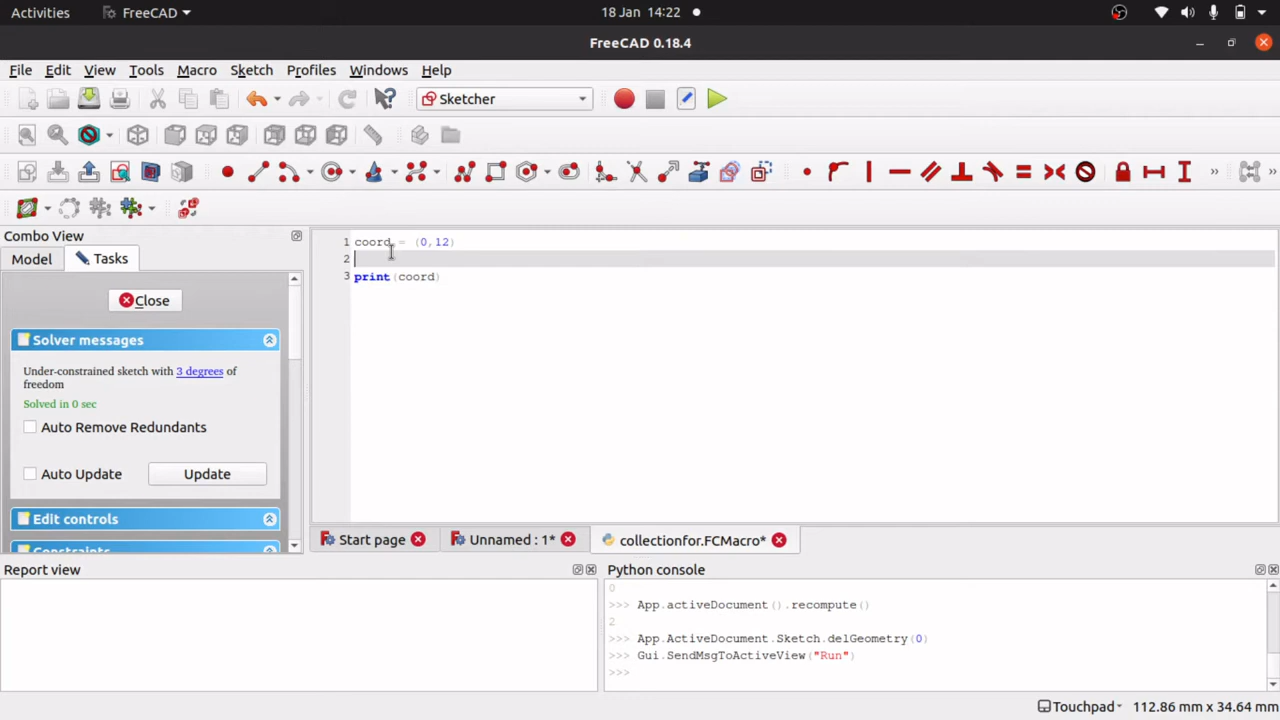 Activities
FreeCAD
18 Jan 14:22
FreeCAD 0.18.4
File Edit View Tools Macro Sketch Profiles Windows Help
Sketcher
Combo View
Model
Tasks
Close
Solver messages
Under-constrained sketch with 3 degrees of
freedom
Solved in 0 sec
Auto Remove Redundants
Auto Update
Update
Edit controls
Constraints
1 coord = (0,12)
2
3 print(coord)
Start page
Unnamed : 1*
collectionfor.FCMacro*
Report view
Python console
0
>>> App.activeDocument().recompute()
2
>>> App.ActiveDocument.Sketch.delGeometry(0)
>>> Gui.SendMsgToActiveView("Run")
>>>
Touchpad
112.86 mm x 34.64 mm